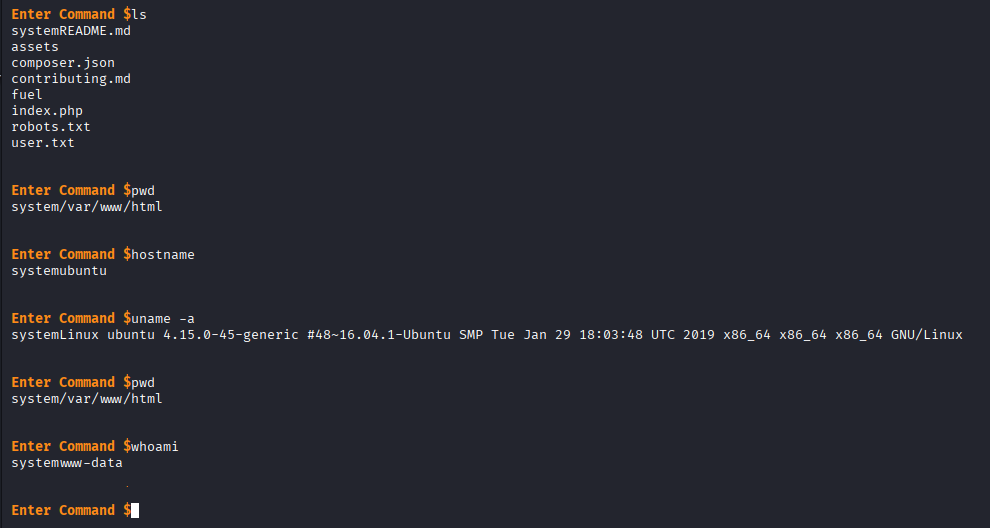 Enter Command $ls
systemREADME.md
assets
composer.json
contributing.md
fuel
index.php
robots.txt
user.txt
Enter Command $pwd
system/var/www/html
Enter Command $hostname
systemubuntu
Enter Command $uname -a
systemLinux ubuntu 4.15.0-45-generic #48~16.04.1-Ubuntu SMP Tue Jan 29 18:03:48 UTC 2019 x86_64 x86_64 x86_64 GNU/Linux
Enter Command $pwd
system/var/www/html
Enter Command $whoami
systemwww-data
Enter Command $